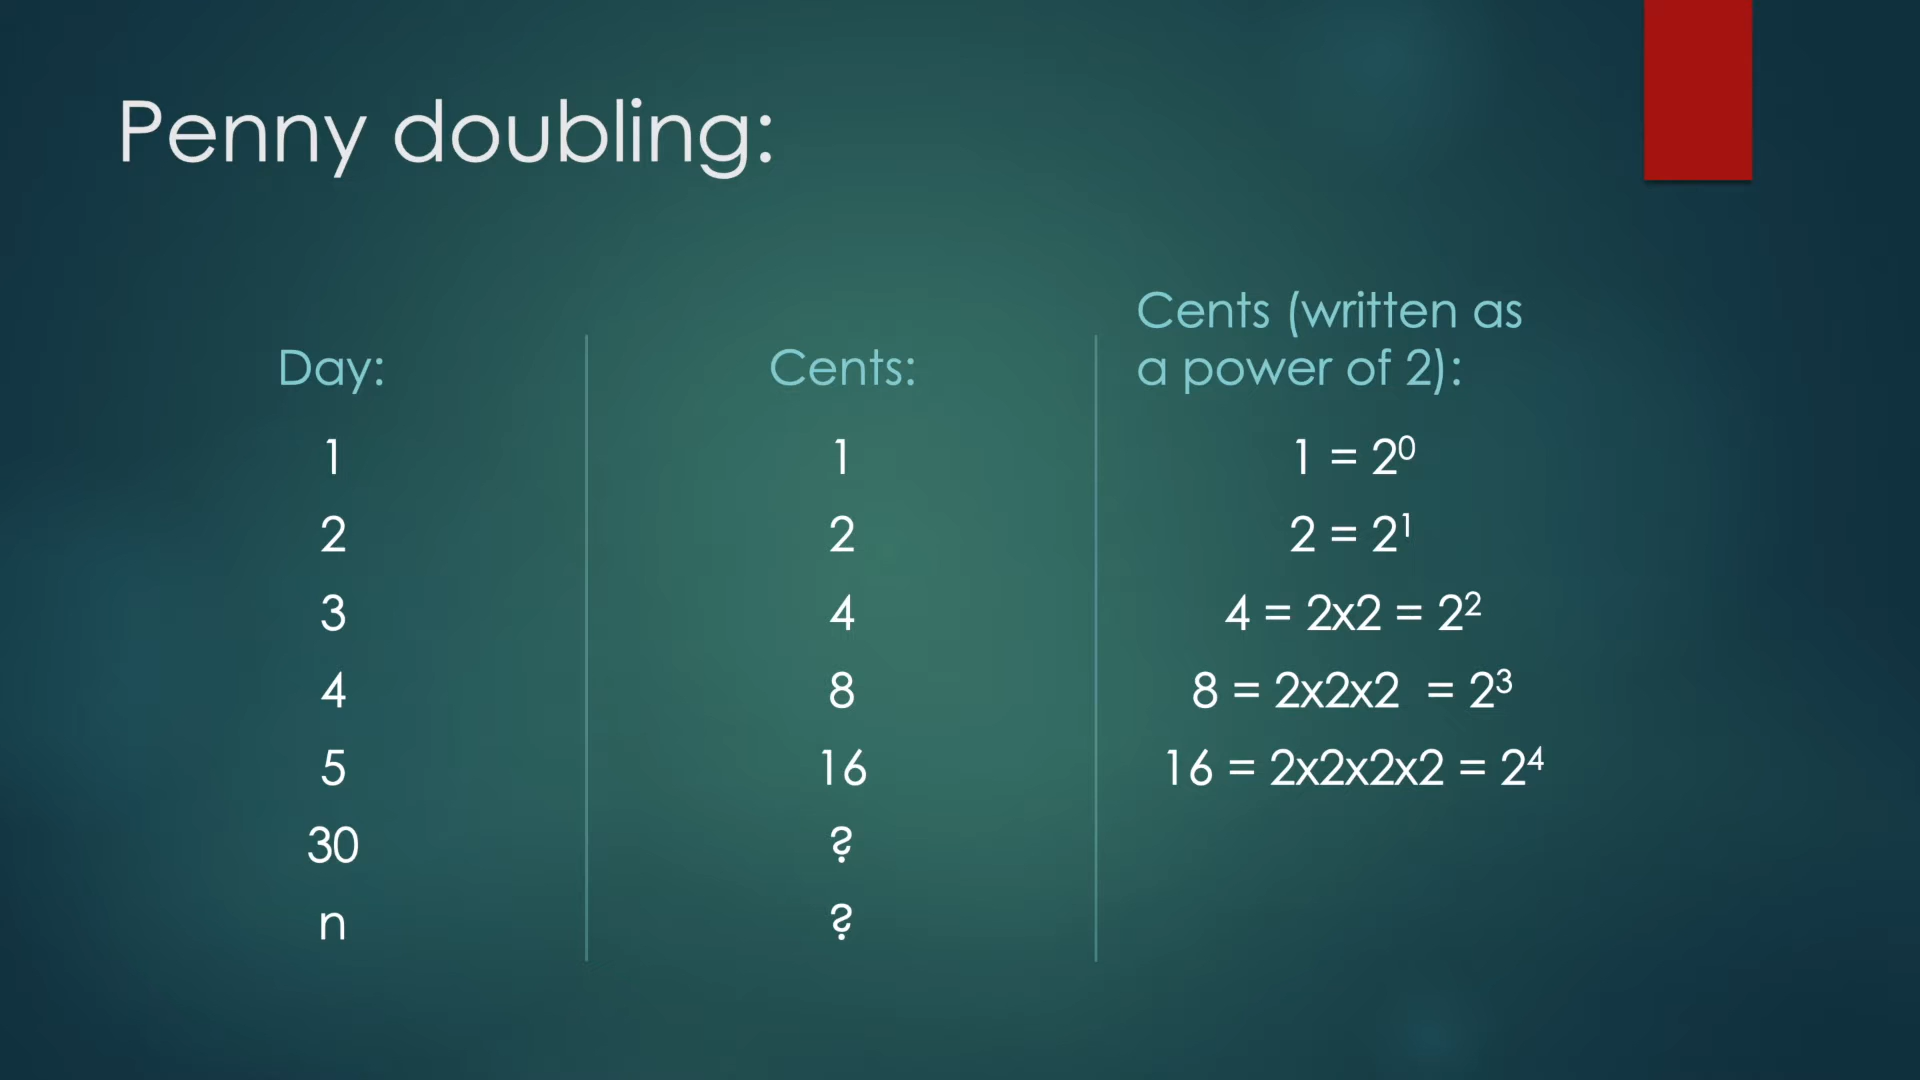 Penny doubling:
Day:
1
2
3
4
5
30
n
Cents:
1
2
4
8
16
?
?
Cents (written as
a power of 2):
1 = 2⁰
2 = 2¹
4 = 2x2 = 2²
8 = 2x2x2 = 2³
16 = 2x2x2x2 = 2⁴